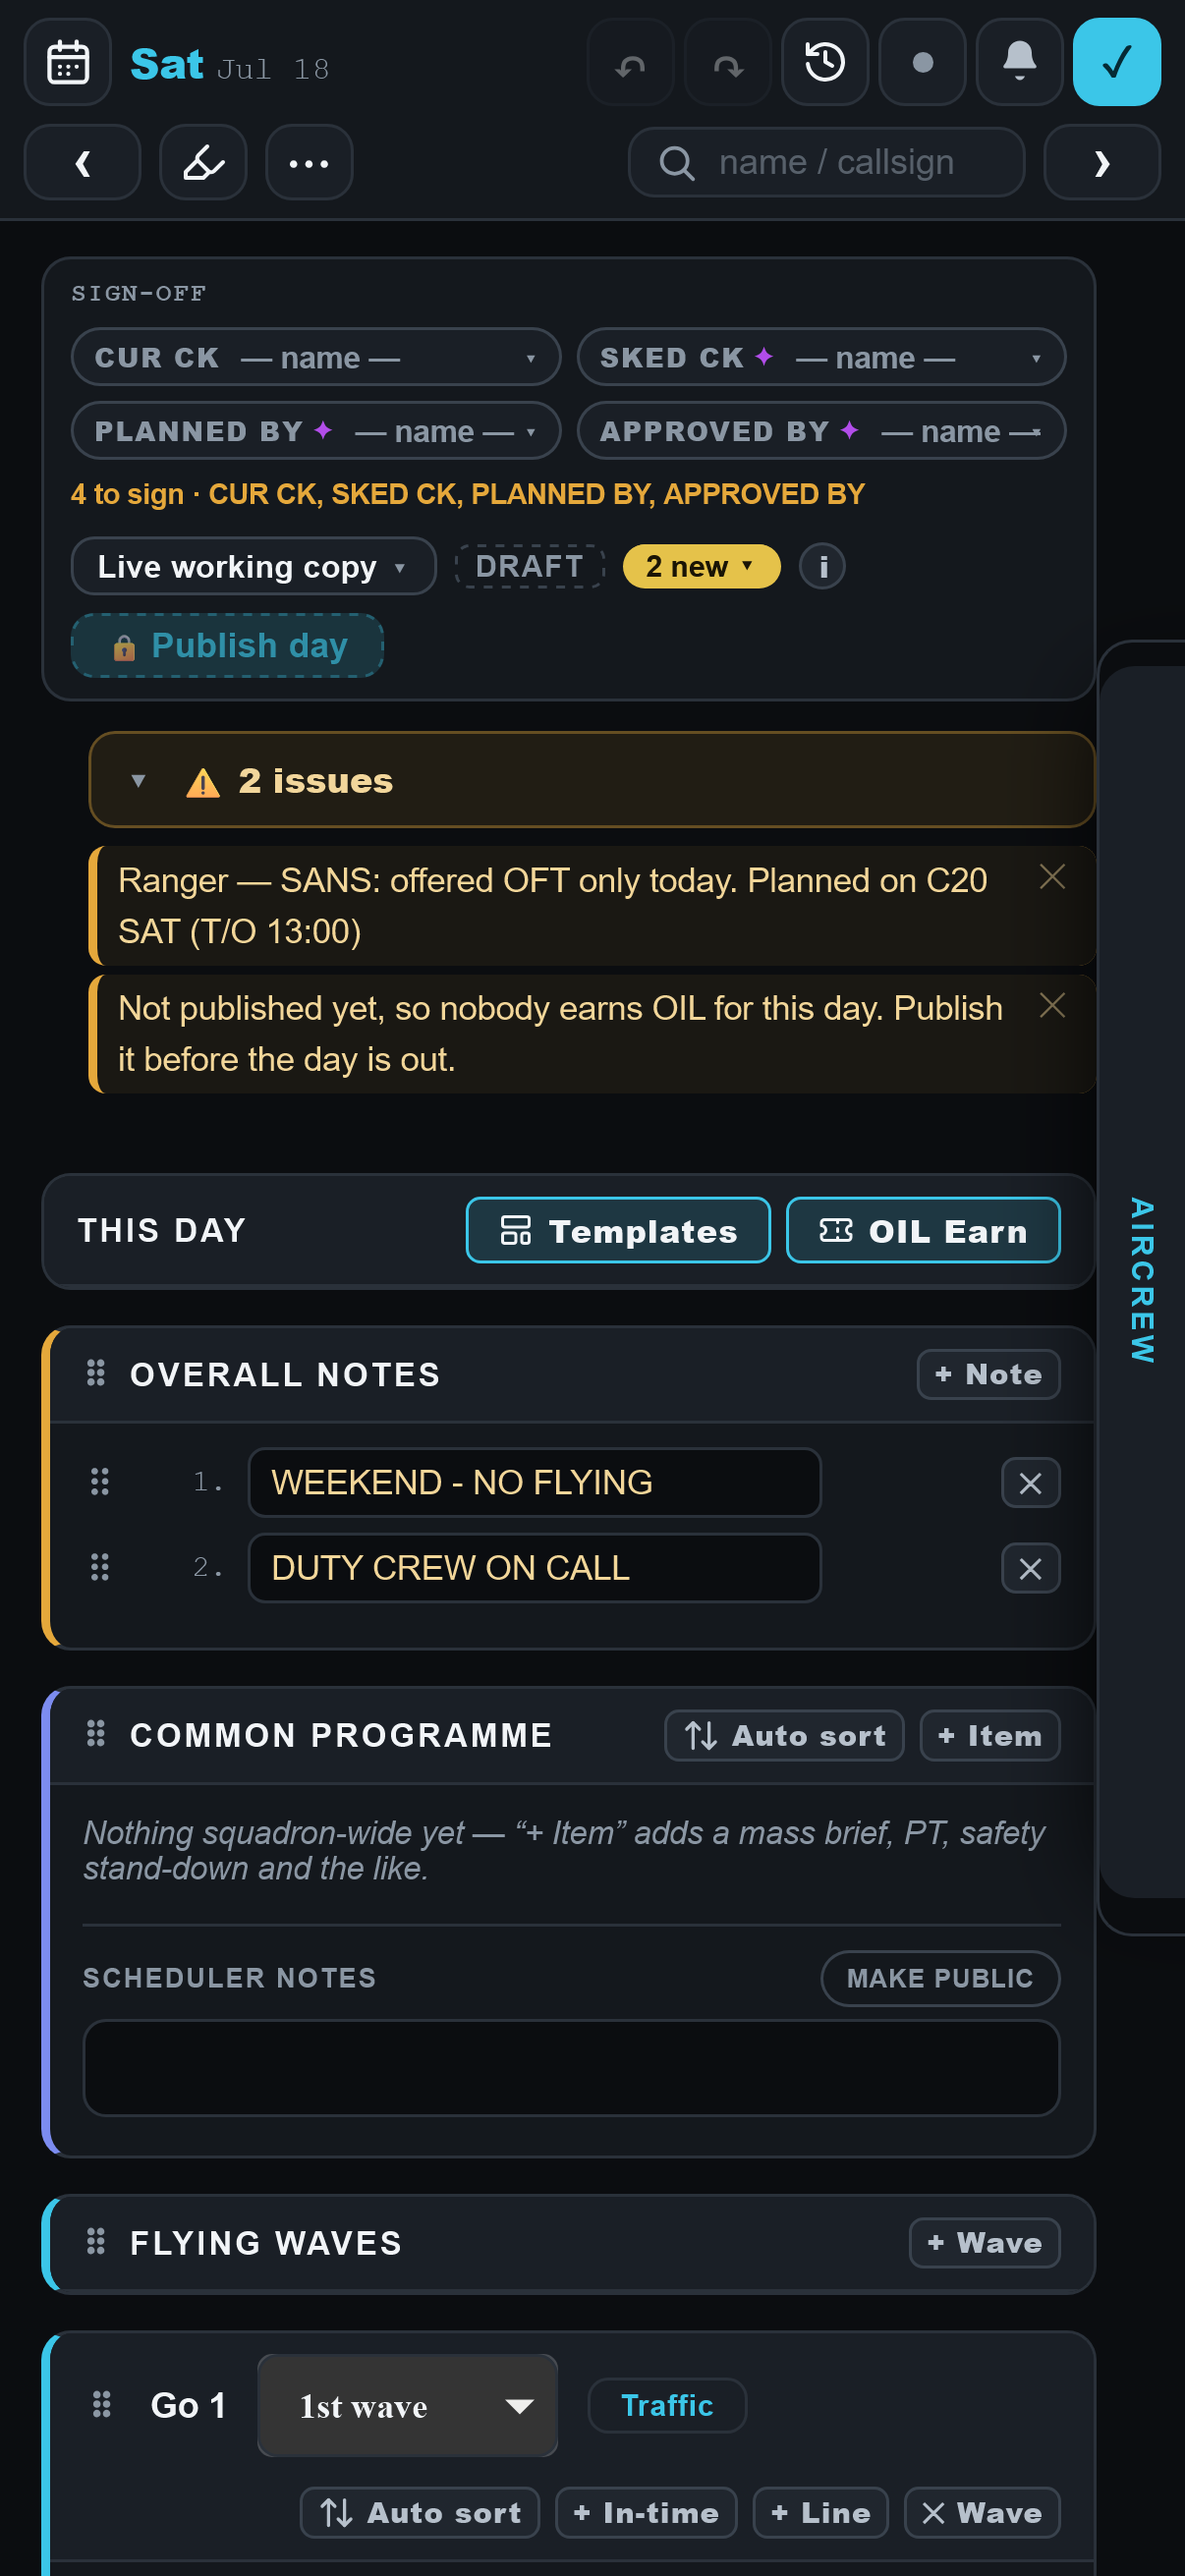 Sat Jul 18
name / callsign
SIGN-OFF
CUR CK — name —
SKED CK ✦ — name —
PLANNED BY ✦ — name —
APPROVED BY ✦ — name —
4 to sign · CUR CK, SKED CK, PLANNED BY, APPROVED BY
Live working copy DRAFT 2 new i
Publish day
2 issues
Ranger — SANS: offered OFT only today. Planned on C20
SAT (T/O 13:00)
Not published yet, so nobody earns OIL for this day. Publish
it before the day is out.
AIRCREW
THIS DAY Templates OIL Earn
OVERALL NOTES + Note
1. WEEKEND - NO FLYING
2. DUTY CREW ON CALL
COMMON PROGRAMME Auto sort + Item
Nothing squadron-wide yet — “+ Item” adds a mass brief, PT, safety
stand-down and the like.
SCHEDULER NOTES MAKE PUBLIC
FLYING WAVES + Wave
Go 1 1st wave Traffic
Auto sort + In-time + Line × Wave